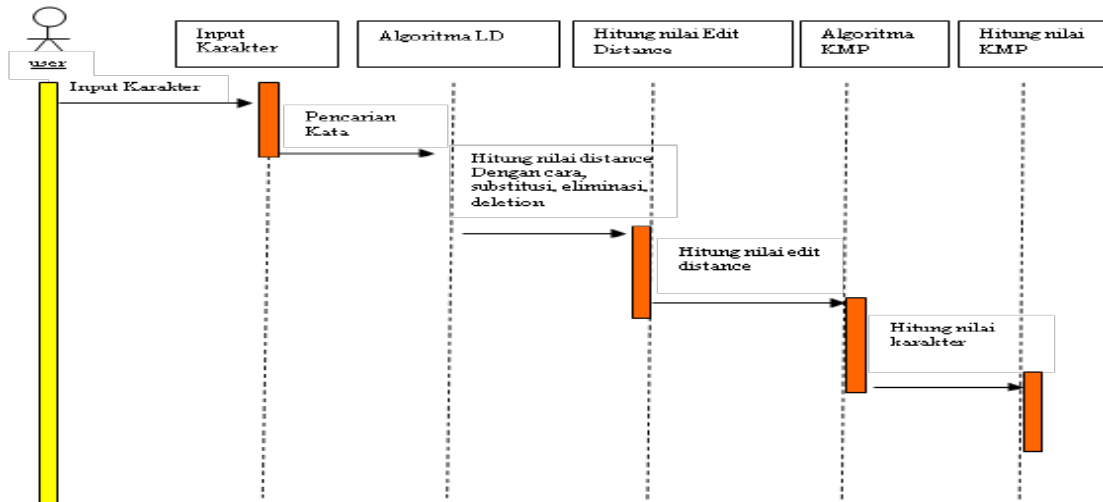 user
Input
Karakter
Algoritma LD
Hitung nilai Edit
Distance
Algoritma
KMP
Hitung nilai
KMP
Input Karakter
Pencarian
Kata
Hitung nilai distance
Dengan cara,
substitusi, eliminasi,
deletion
Hitung nilai edit
distance
Hitung nilai
karakter